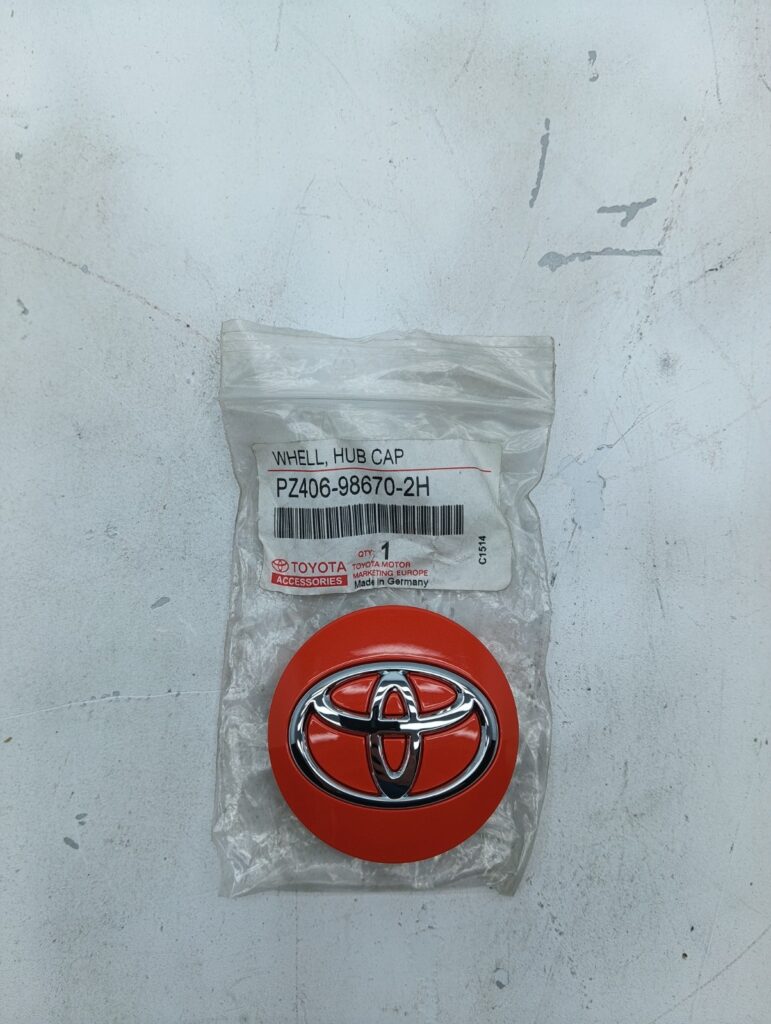 WHELL, HUB CAP
PZ406-98670-2H
QTY: 1
C1514
TOYOTA
ACCESSORIES
TOYOTA MOTOR
MARKETING EUROPE
Made in Germany